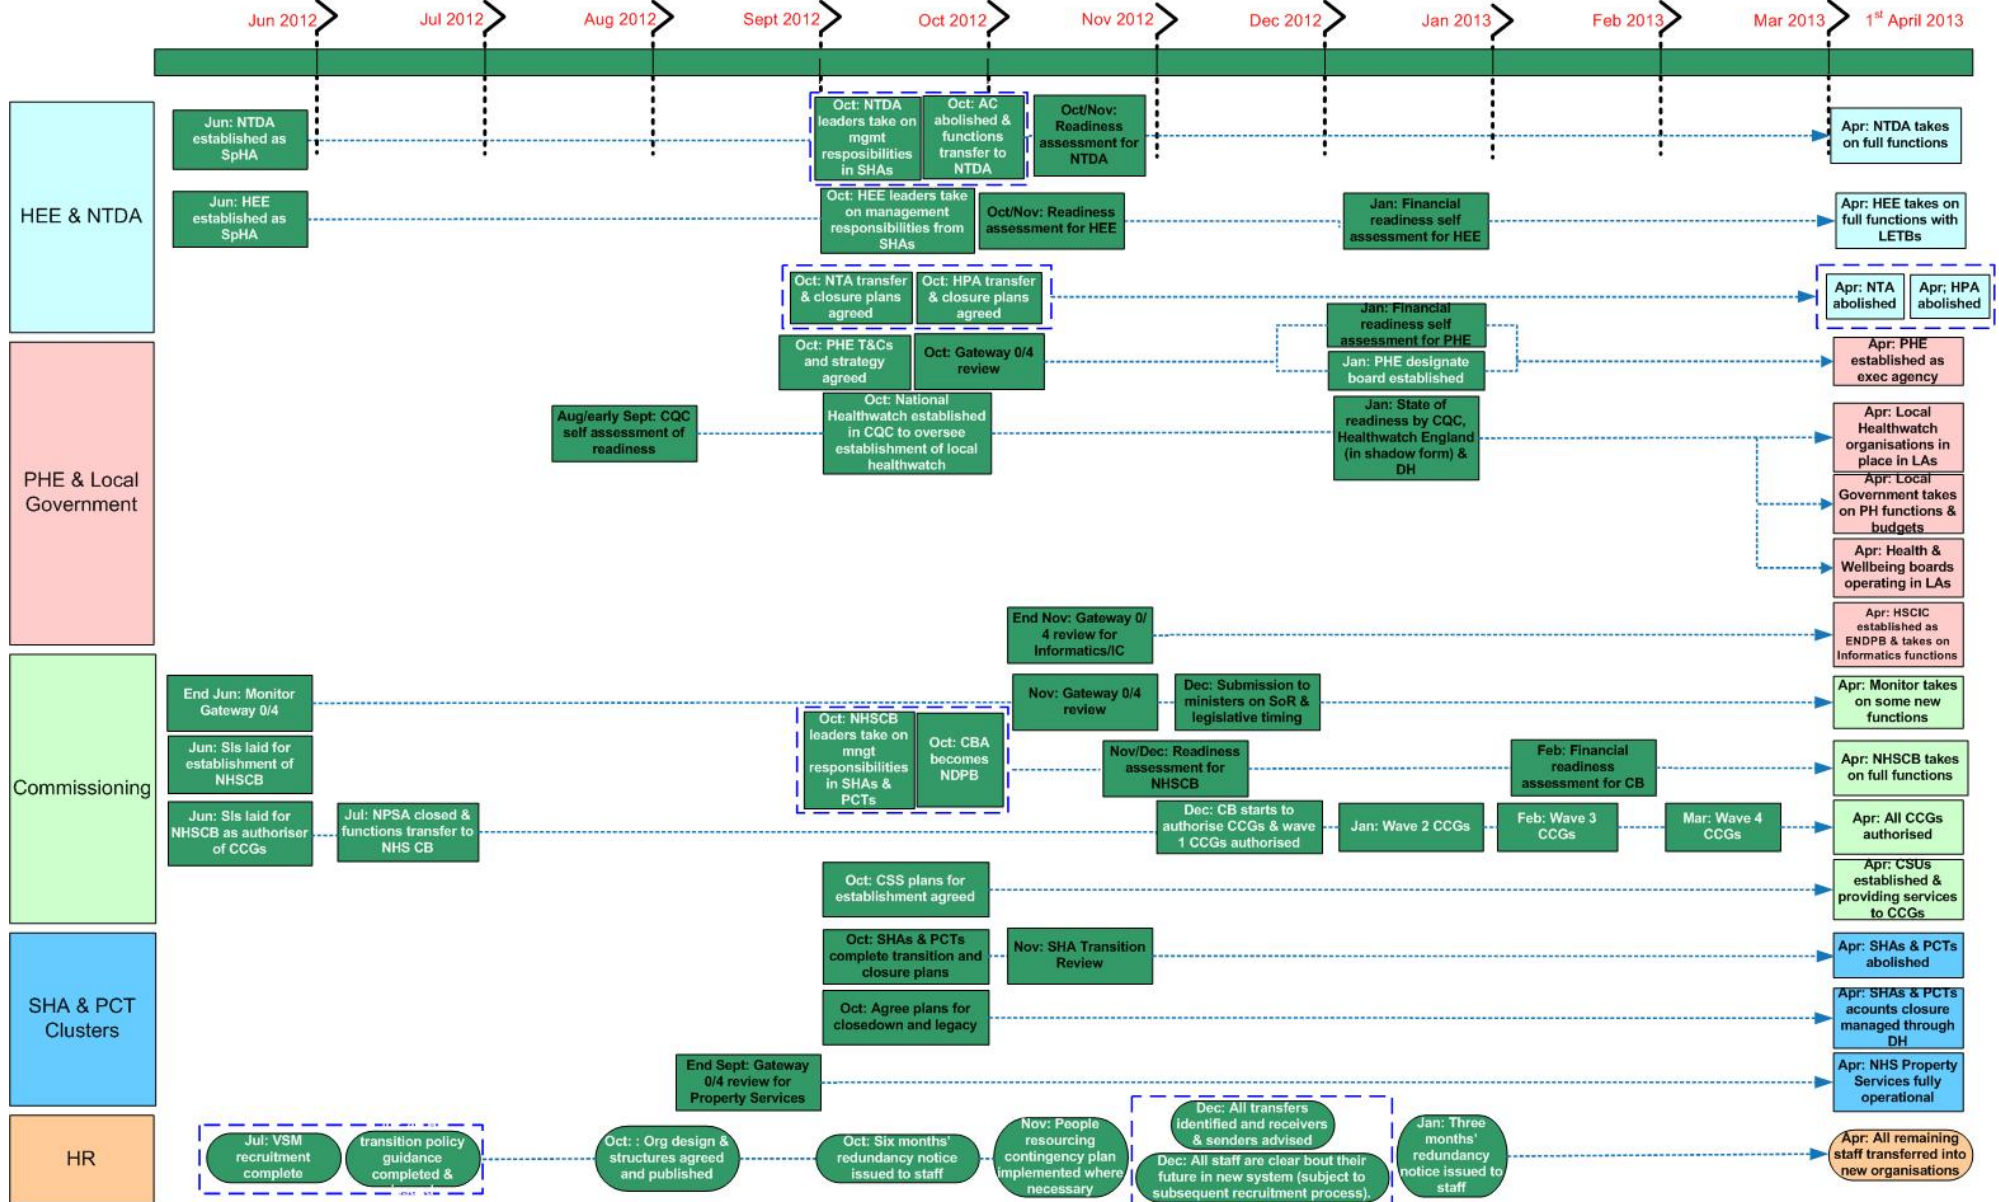 Jun 2012
Jul 2012
Aug 2012
Sept 2012
Oct 2012
Nov 2012
Dec 2012
Jan 2013
Feb 2013
Mar 2013
1st April 2013
HEE & NTDA
Jun: NTDA
established as
SpHA
Oct: NTDA
leaders take on
mgmt
resposibilities
in SHAs
Oct: AC
abolished &
functions
transfer to
NTDA
Oct/Nov:
Readiness
assessment for
NTDA
Apr: NTDA takes
on full functions
Jun: HEE
established as
SpHA
Oct: HEE leaders take
on management
responsibilities from
SHAs
Oct/Nov: Readiness
assessment for HEE
Jan: Financial
readiness self
assessment for HEE
Apr: HEE takes on
full functions with
LETBs
Oct: NTA transfer
& closure plans
agreed
Oct: HPA transfer
& closure plans
agreed
Apr: NTA
abolished
Apr; HPA
abolished
PHE & Local
Government
Oct: PHE T&Cs
and strategy
agreed
Oct: Gateway 0/4
review
Jan: Financial
readiness self
assessment for PHE
Jan: PHE designate
board established
Apr: PHE
established as
exec agency
Aug/early Sept: CQC
self assessment of
readiness
Oct: National
Healthwatch established
in CQC to oversee
establishment of local
healthwatch
Jan: State of
readiness by CQC,
Healthwatch England
(in shadow form) &
DH
Apr: Local
Healthwatch
organisations in
place in LAs
Apr: Local
Government takes
on PH functions &
budgets
Apr: Health &
Wellbeing boards
operating in LAs
End Nov: Gateway 0/
4 review for
Informatics/IC
Apr: HSCIC
established as
ENDPB & takes on
Informatics functions
Commissioning
End Jun: Monitor
Gateway 0/4
Nov: Gateway 0/4
review
Dec: Submission to
ministers on SoR &
legislative timing
Apr: Monitor takes
on some new
functions
Jun: SIs laid for
establishment of
NHSCB
Oct: NHSCB
leaders take on
mngt
responsibilities
in SHAs &
PCTs
Oct: CBA
becomes
NDPB
Nov/Dec: Readiness
assessment for
NHSCB
Feb: Financial
readiness
assessment for CB
Apr: NHSCB takes
on full functions
Jun: SIs laid for
NHSCB as authoriser
of CCGs
Jul: NPSA closed &
functions transfer to
NHS CB
Dec: CB starts to
authorise CCGs & wave
1 CCGs authorised
Jan: Wave 2 CCGs
Feb: Wave 3
CCGs
Mar: Wave 4
CCGs
Apr: All CCGs
authorised
Oct: CSS plans for
establishment agreed
Apr: CSUs
established &
providing services
to CCGs
SHA & PCT
Clusters
Oct: SHAs & PCTs
complete transition and
closure plans
Nov: SHA Transition
Review
Apr: SHAs & PCTs
abolished
Oct: Agree plans for
closedown and legacy
Apr: SHAs & PCTs
acounts closure
managed through
DH
End Sept: Gateway
0/4 review for
Property Services
Apr: NHS Property
Services fully
operational
HR
Jul: VSM
recruitment
complete
transition policy
guidance
completed &
Oct: : Org design &
structures agreed
and published
Oct: Six months'
redundancy notice
issued to staff
Nov: People
resourcing
contingency plan
implemented where
necessary
Dec: All transfers
identified and receivers
& senders advised
Dec: All staff are clear bout their
future in new system (subject to
subsequent recruitment process).
Jan: Three
months'
redundancy
notice issued to
staff
Apr: All remaining
staff transferred into
new organisations